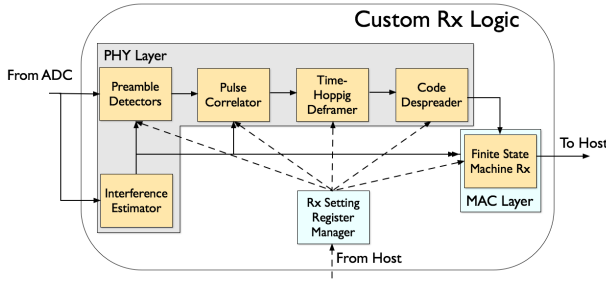 Custom Rx Logic
PHY Layer
From ADC
Preamble
Detectors
Pulse
Correlator
Time-
Hoppig
Deframer
Code
Despreader
To Host
Finite State
Machine Rx
MAC Layer
Interference
Estimator
Rx Setting
Register
Manager
From Host